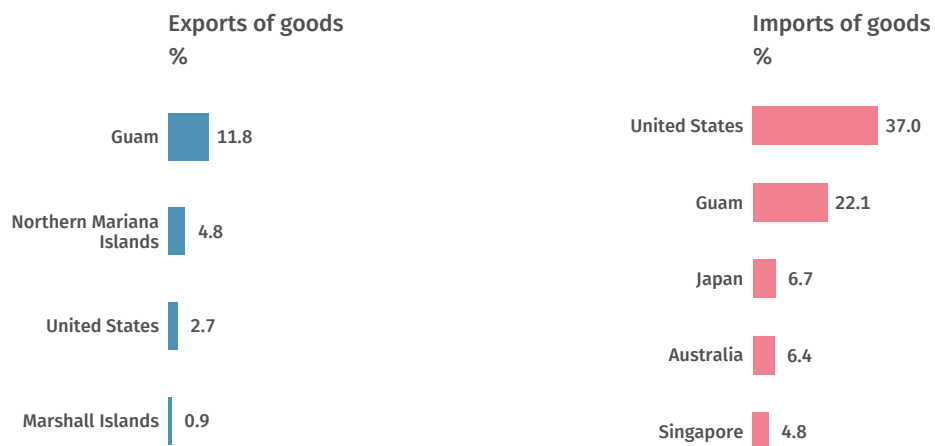 Exports of goods
%
Guam 11.8
Northern Mariana
Islands 4.8
United States 2.7
Marshall Islands 0.9
Imports of goods
%
United States 37.0
Guam 22.1
Japan 6.7
Australia 6.4
Singapore 4.8